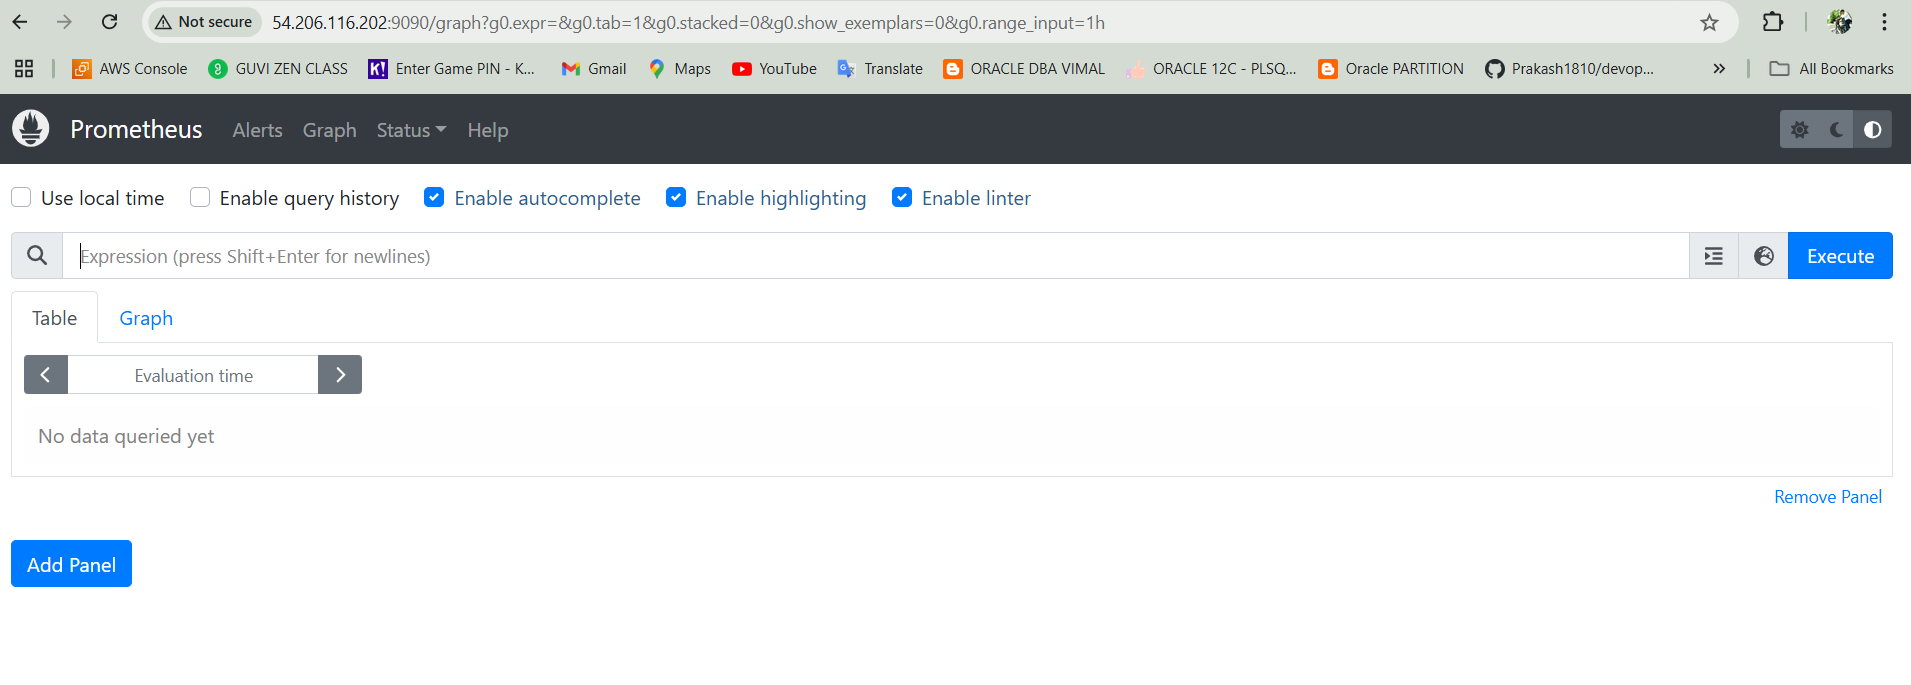 Not secure 54.206.116.202:9090/graph?g0.expr=&g0.tab=1&g0.stacked=0&g0.show_exemplars=0&g0.range_input=1h
AWS Console GUVI ZEN CLASS K! Enter Game PIN - K... Gmail Maps YouTube Translate ORACLE DBA VIMAL ORACLE 12C - PLSQ... Oracle PARTITION Prakash1810/devop... » All Bookmarks
Prometheus Alerts Graph Status Help
Use local time Enable query history Enable autocomplete Enable highlighting Enable linter
Expression (press Shift+Enter for newlines) Execute
Table Graph
Evaluation time
No data queried yet
Remove Panel
Add Panel